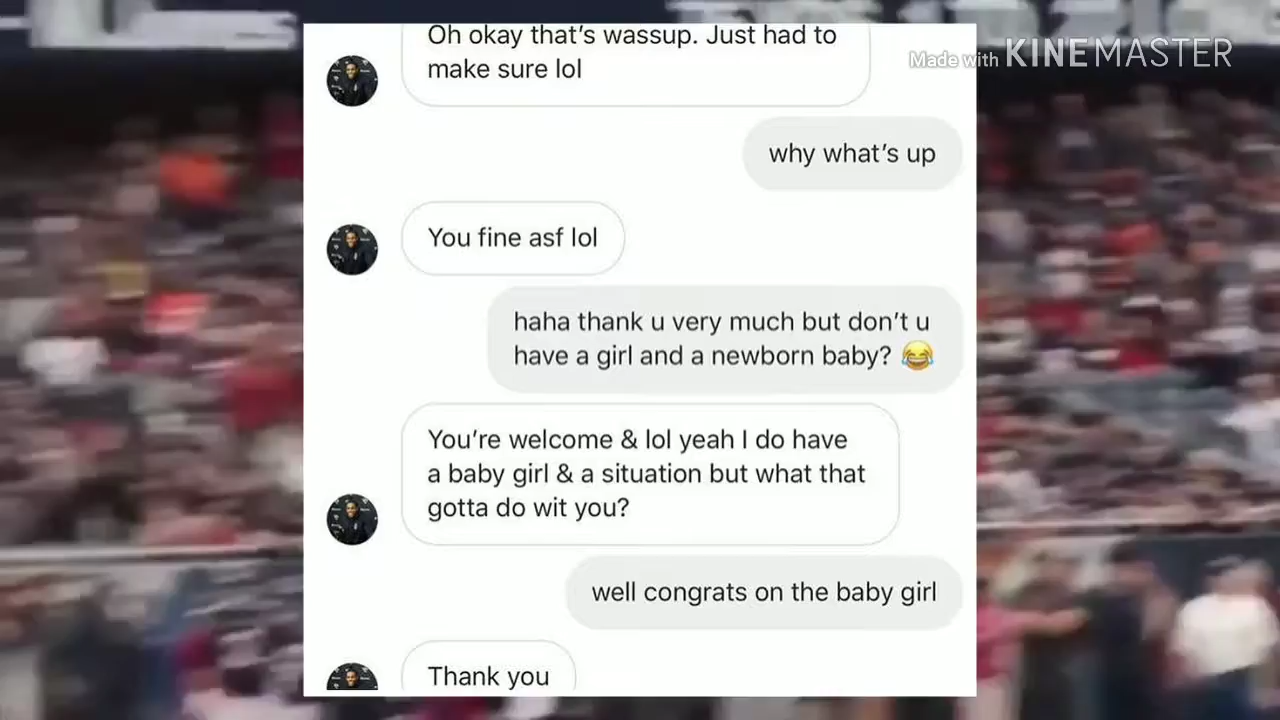 Made with KINEMASTER
Oh okay that’s wassup. Just had to
make sure lol
why what’s up
You fine asf lol
haha thank u very much but don’t u
have a girl and a newborn baby? 😂
You’re welcome & lol yeah I do have
a baby girl & a situation but what that
gotta do wit you?
well congrats on the baby girl
Thank you